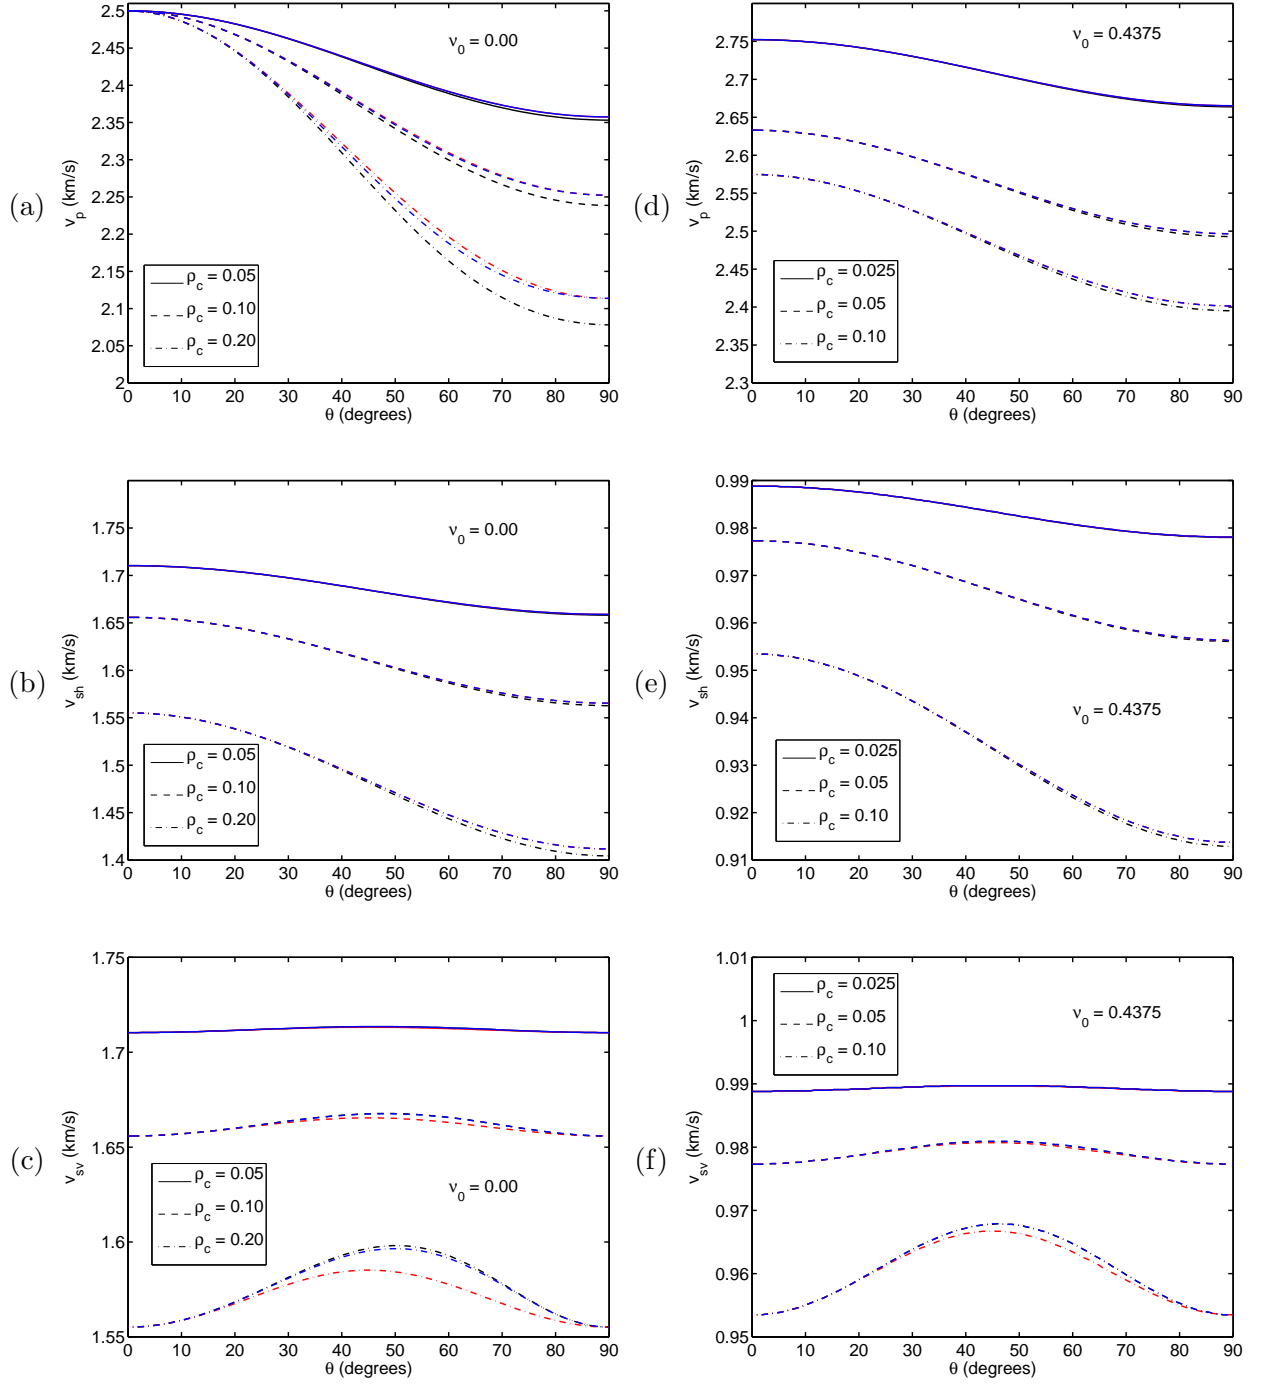 (a)
v_p (km/s)
2.5
2.45
2.4
2.35
2.3
2.25
2.2
2.15
2.1
2.05
2
ν_0 = 0.00
ρ_c = 0.05
ρ_c = 0.10
ρ_c = 0.20
0 10 20 30 40 50 60 70 80 90
θ (degrees)
(d)
v_p (km/s)
2.75
2.7
2.65
2.6
2.55
2.5
2.45
2.4
2.35
2.3
ν_0 = 0.4375
ρ_c = 0.025
ρ_c = 0.05
ρ_c = 0.10
0 10 20 30 40 50 60 70 80 90
θ (degrees)
(b)
v_sh (km/s)
1.75
1.7
1.65
1.6
1.55
1.5
1.45
1.4
ν_0 = 0.00
ρ_c = 0.05
ρ_c = 0.10
ρ_c = 0.20
0 10 20 30 40 50 60 70 80 90
θ (degrees)
(e)
v_sh (km/s)
0.99
0.98
0.97
0.96
0.95
0.94
0.93
0.92
0.91
ν_0 = 0.4375
ρ_c = 0.025
ρ_c = 0.05
ρ_c = 0.10
0 10 20 30 40 50 60 70 80 90
θ (degrees)
(c)
v_sv (km/s)
1.75
1.7
1.65
1.6
1.55
ρ_c = 0.05
ρ_c = 0.10
ρ_c = 0.20
ν_0 = 0.00
0 10 20 30 40 50 60 70 80 90
θ (degrees)
(f)
v_sv (km/s)
1.01
1
0.99
0.98
0.97
0.96
0.95
ρ_c = 0.025
ρ_c = 0.05
ρ_c = 0.10
ν_0 = 0.4375
0 10 20 30 40 50 60 70 80 90
θ (degrees)